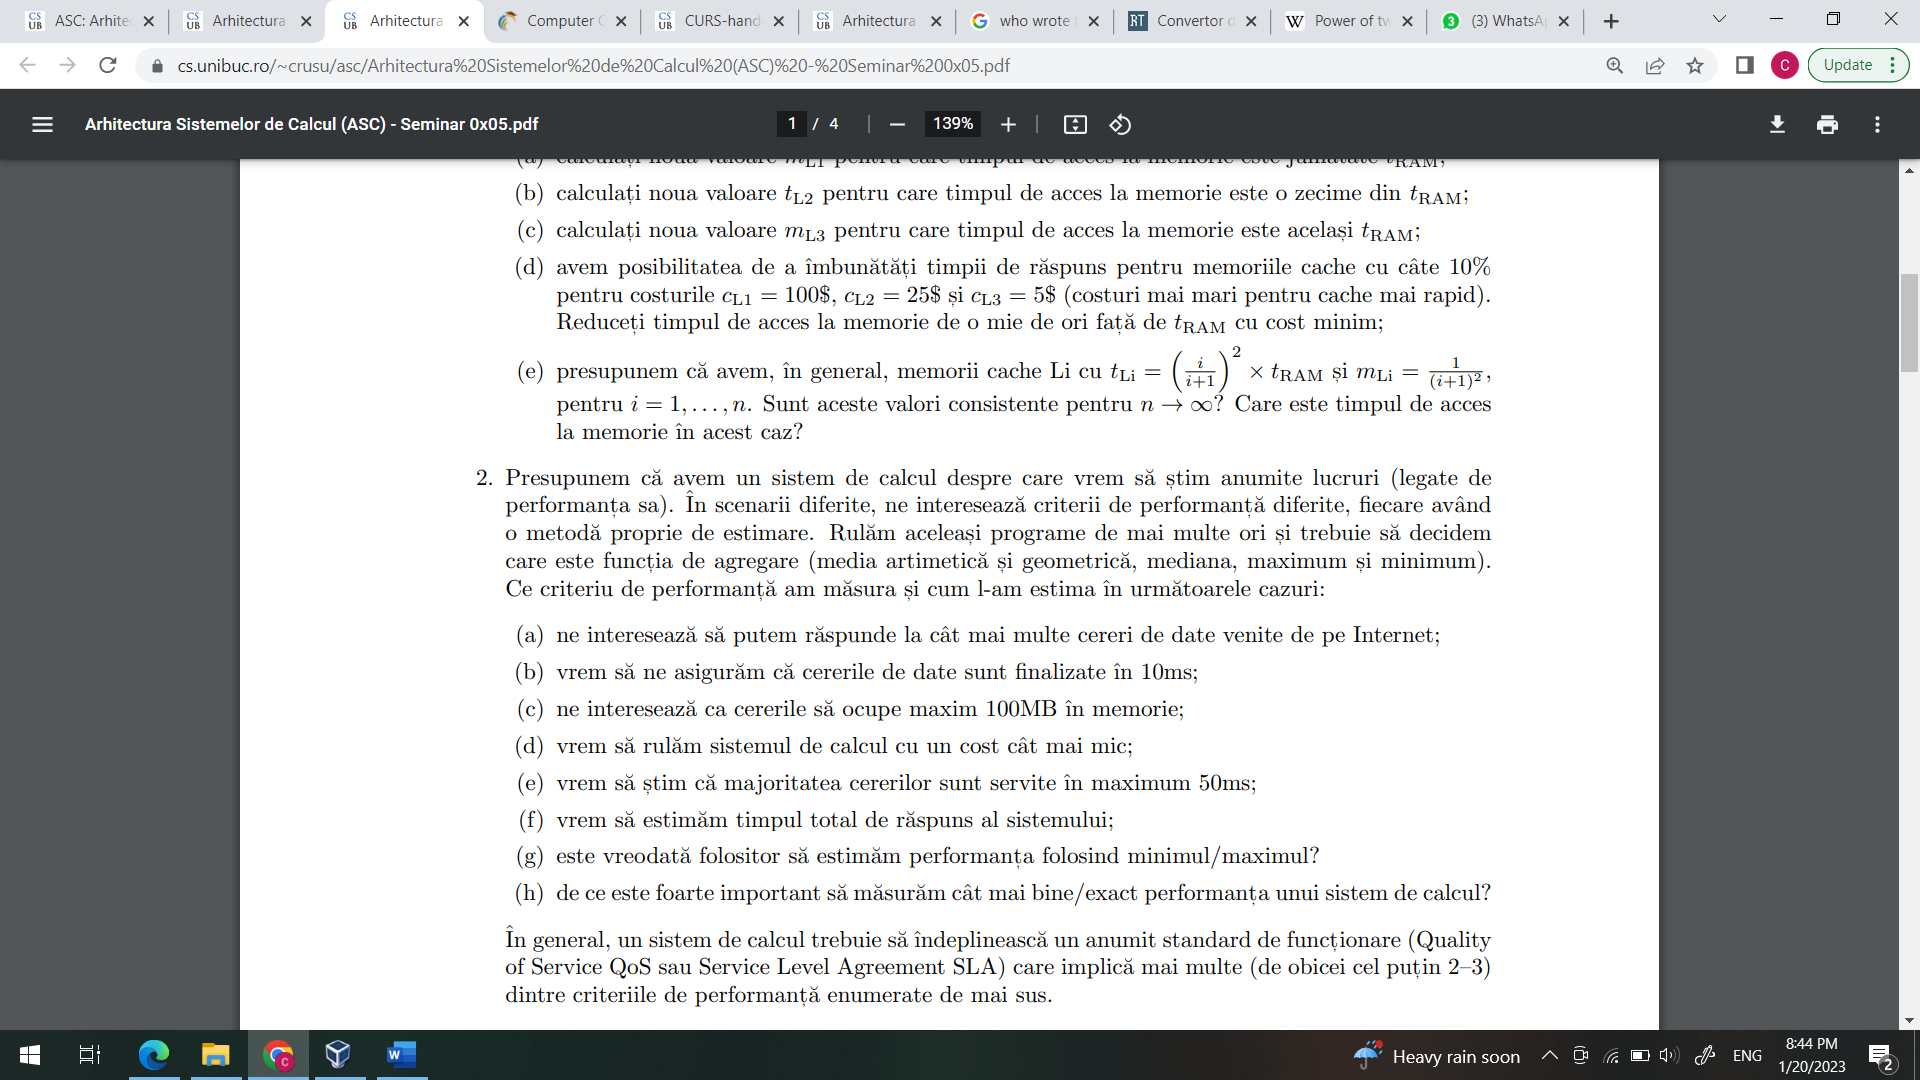 ASC: Arhite
Arhitectura
Arhitectura
Computer C
CURS-hand
Arhitectura
who wrote t
Convertor d
Power of tw
(3) WhatsA
cs.unibuc.ro/~crusu/asc/Arhitectura%20Sistemelor%20de%20Calcul%20(ASC)%20-%20Seminar%200x05.pdf
C
Update
Arhitectura Sistemelor de Calcul (ASC) - Seminar 0x05.pdf
1 / 4
139%
(a) calculați noua valoare mL1 pentru care timpul de acces la memorie este jumătate tRAM;
(b) calculați noua valoare tL2 pentru care timpul de acces la memorie este o zecime din tRAM;
(c) calculați noua valoare mL3 pentru care timpul de acces la memorie este același tRAM;
(d) avem posibilitatea de a îmbunătăți timpii de răspuns pentru memoriile cache cu câte 10%
pentru costurile cL1 = 100$, cL2 = 25$ și cL3 = 5$ (costuri mai mari pentru cache mai rapid).
Reduceți timpul de acces la memorie de o mie de ori față de tRAM cu cost minim;
(e) presupunem că avem, în general, memorii cache Li cu tLi = (i/(i+1))² × tRAM și mLi = 1/(i+1)²,
pentru i = 1, . . . , n. Sunt aceste valori consistente pentru n → ∞? Care este timpul de acces
la memorie în acest caz?
2. Presupunem că avem un sistem de calcul despre care vrem să știm anumite lucruri (legate de
performanța sa). În scenarii diferite, ne interesează criterii de performanță diferite, fiecare având
o metodă proprie de estimare. Rulăm aceleași programe de mai multe ori și trebuie să decidem
care este funcția de agregare (media artimetică și geometrică, mediana, maximum și minimum).
Ce criteriu de performanță am măsura și cum l-am estima în următoarele cazuri:
(a) ne interesează să putem răspunde la cât mai multe cereri de date venite de pe Internet;
(b) vrem să ne asigurăm că cererile de date sunt finalizate în 10ms;
(c) ne interesează ca cererile să ocupe maxim 100MB în memorie;
(d) vrem să rulăm sistemul de calcul cu un cost cât mai mic;
(e) vrem să știm că majoritatea cererilor sunt servite în maximum 50ms;
(f) vrem să estimăm timpul total de răspuns al sistemului;
(g) este vreodată folositor să estimăm performanța folosind minimul/maximul?
(h) de ce este foarte important să măsurăm cât mai bine/exact performanța unui sistem de calcul?
În general, un sistem de calcul trebuie să îndeplinească un anumit standard de funcționare (Quality
of Service QoS sau Service Level Agreement SLA) care implică mai multe (de obicei cel puțin 2–3)
dintre criteriile de performanță enumerate de mai sus.
Heavy rain soon
ENG
8:44 PM
1/20/2023
2